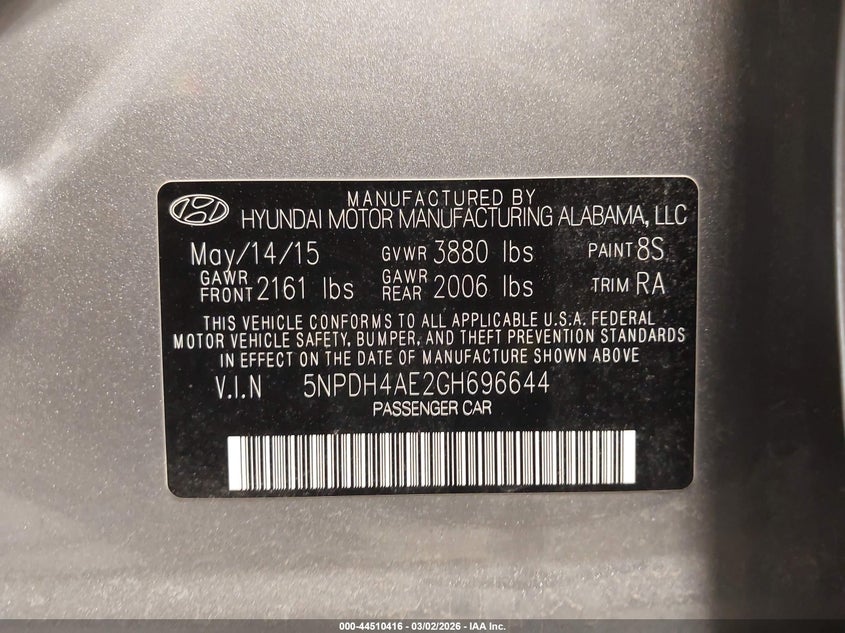 MANUFACTURED BY
HYUNDAI MOTOR MANUFACTURING ALABAMA, LLC
May/14/15 GVWR 3880 lbs PAINT 8S
GAWR FRONT 2161 lbs GAWR REAR 2006 lbs TRIM RA
THIS VEHICLE CONFORMS TO ALL APPLICABLE U.S.A. FEDERAL
MOTOR VEHICLE SAFETY, BUMPER, AND THEFT PREVENTION STANDARDS
IN EFFECT ON THE DATE OF MANUFACTURE SHOWN ABOVE
V.I.N 5NPDH4AE2GH696644
PASSENGER CAR
000-44510416 - 03/02/2026 - IAA Inc.